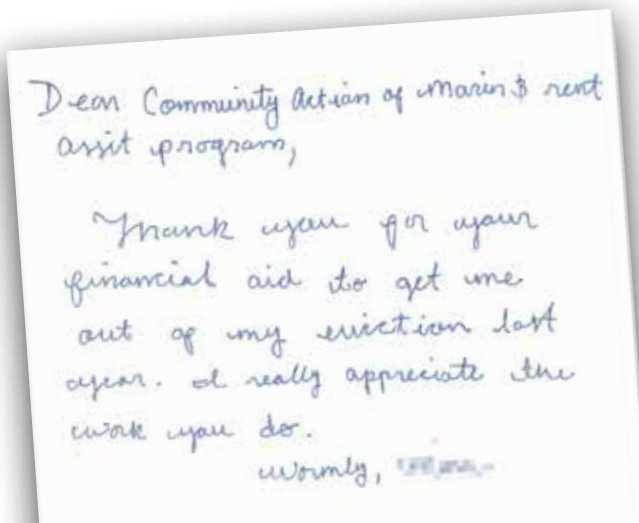 Dear Community Action of Marin & rent
assit program,
Thank you for your
financial aid to get me
out of my eviction last
year. I really appreciate the
work you do.
Warmly,